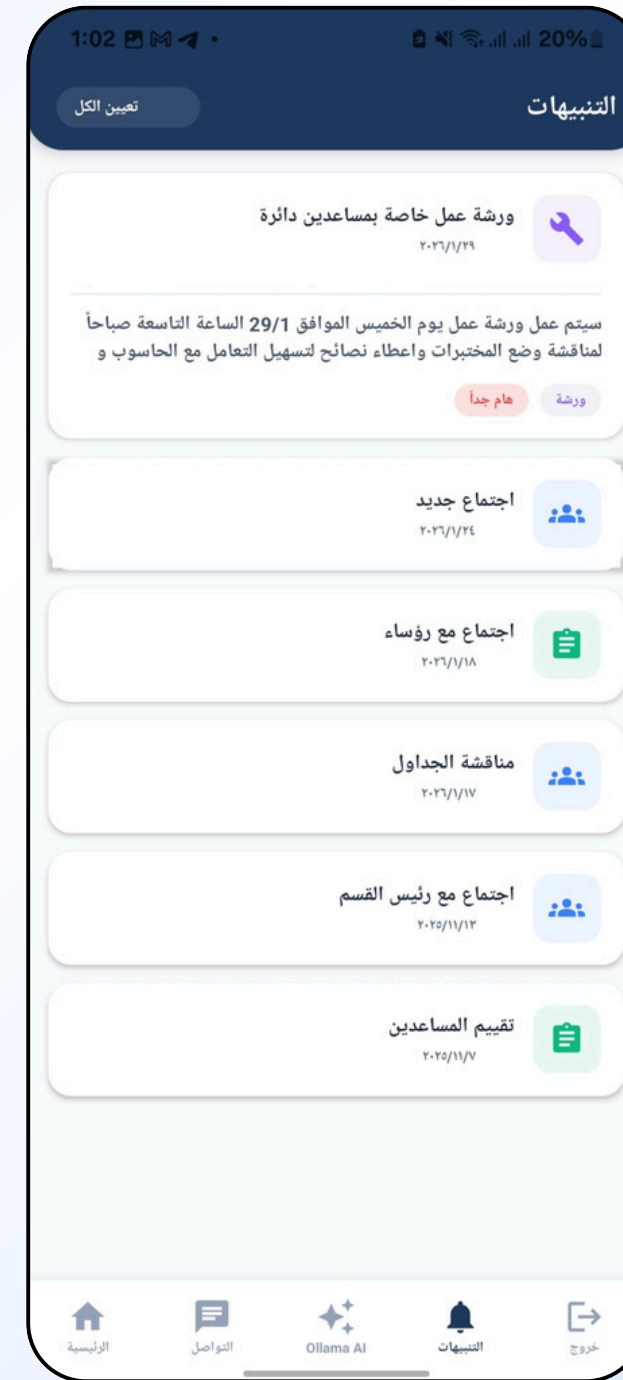 1:02
20%
التنبيهات
تعيين الكل
ورشة عمل خاصة بمساعدين دائرة
٢٠٢٦/١/٢٩
سيتم عمل ورشة عمل يوم الخميس الموافق 29/1 الساعة التاسعة صباحاً
لمناقشة وضع المختبرات واعطاء نصائح لتسهيل التعامل مع الحاسوب و
ورشة
هام جداً
اجتماع جديد
٢٠٢٦/١/٢٤
اجتماع مع رؤساء
٢٠٢٦/١/١٨
مناقشة الجداول
٢٠٢٦/١/١٧
اجتماع مع رئيس القسم
٢٠٢٥/١١/١٣
تقييم المساعدين
٢٠٢٥/١١/٧
خروج
التنبيهات
Ollama AI
التواصل
الرئيسية